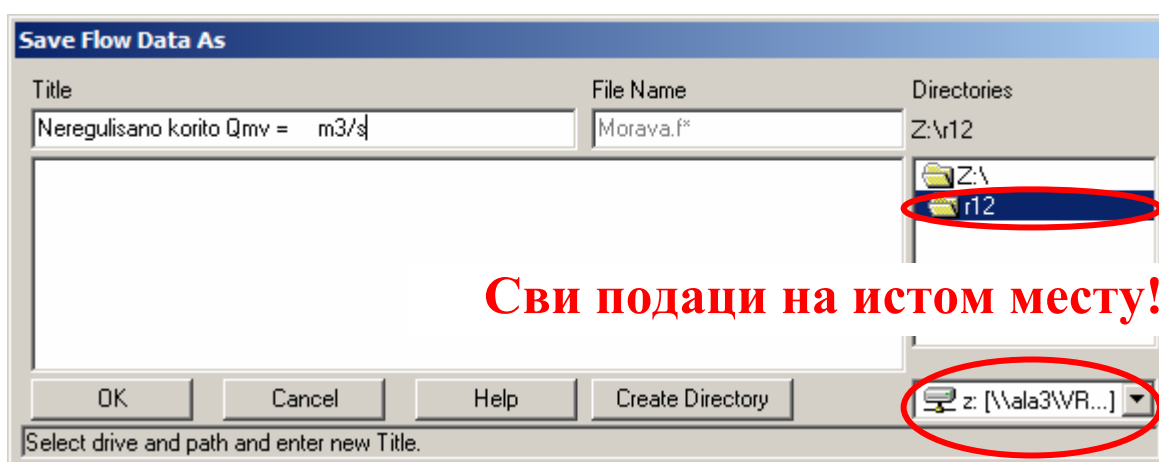 Save Flow Data As
Title File Name Directories
Neregulisano korito Qmv = m3/s Morava.f* Z:\r12
Z:\
r12
Сви подаци на истом месту!
OK Cancel Help Create Directory z: [\\ala3\VR...]
Select drive and path and enter new Title.